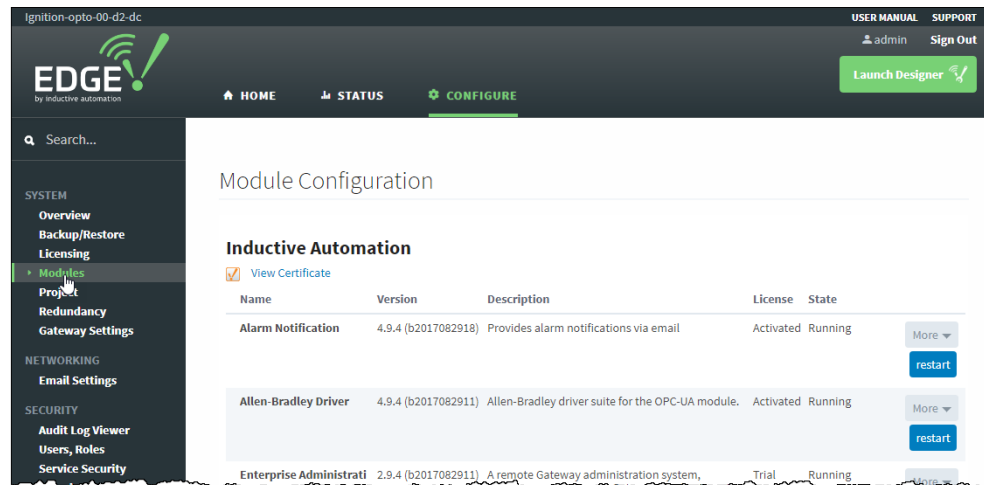 Ignition-opto-00-d2-dc
USER MANUAL SUPPORT
admin Sign Out
EDGE
by inductive automation
Launch Designer
HOME STATUS CONFIGURE
Search...
SYSTEM
Overview
Backup/Restore
Licensing
Modules
Project
Redundancy
Gateway Settings
NETWORKING
Email Settings
SECURITY
Audit Log Viewer
Users, Roles
Service Security
Module Configuration
Inductive Automation
View Certificate
Name Version Description License State
Alarm Notification 4.9.4 (b2017082918) Provides alarm notifications via email Activated Running
More
restart
Allen-Bradley Driver 4.9.4 (b2017082911) Allen-Bradley driver suite for the OPC-UA module. Activated Running
More
restart
Enterprise Administrati 2.9.4 (b2017082911) A remote Gateway administration system, Trial Running
More